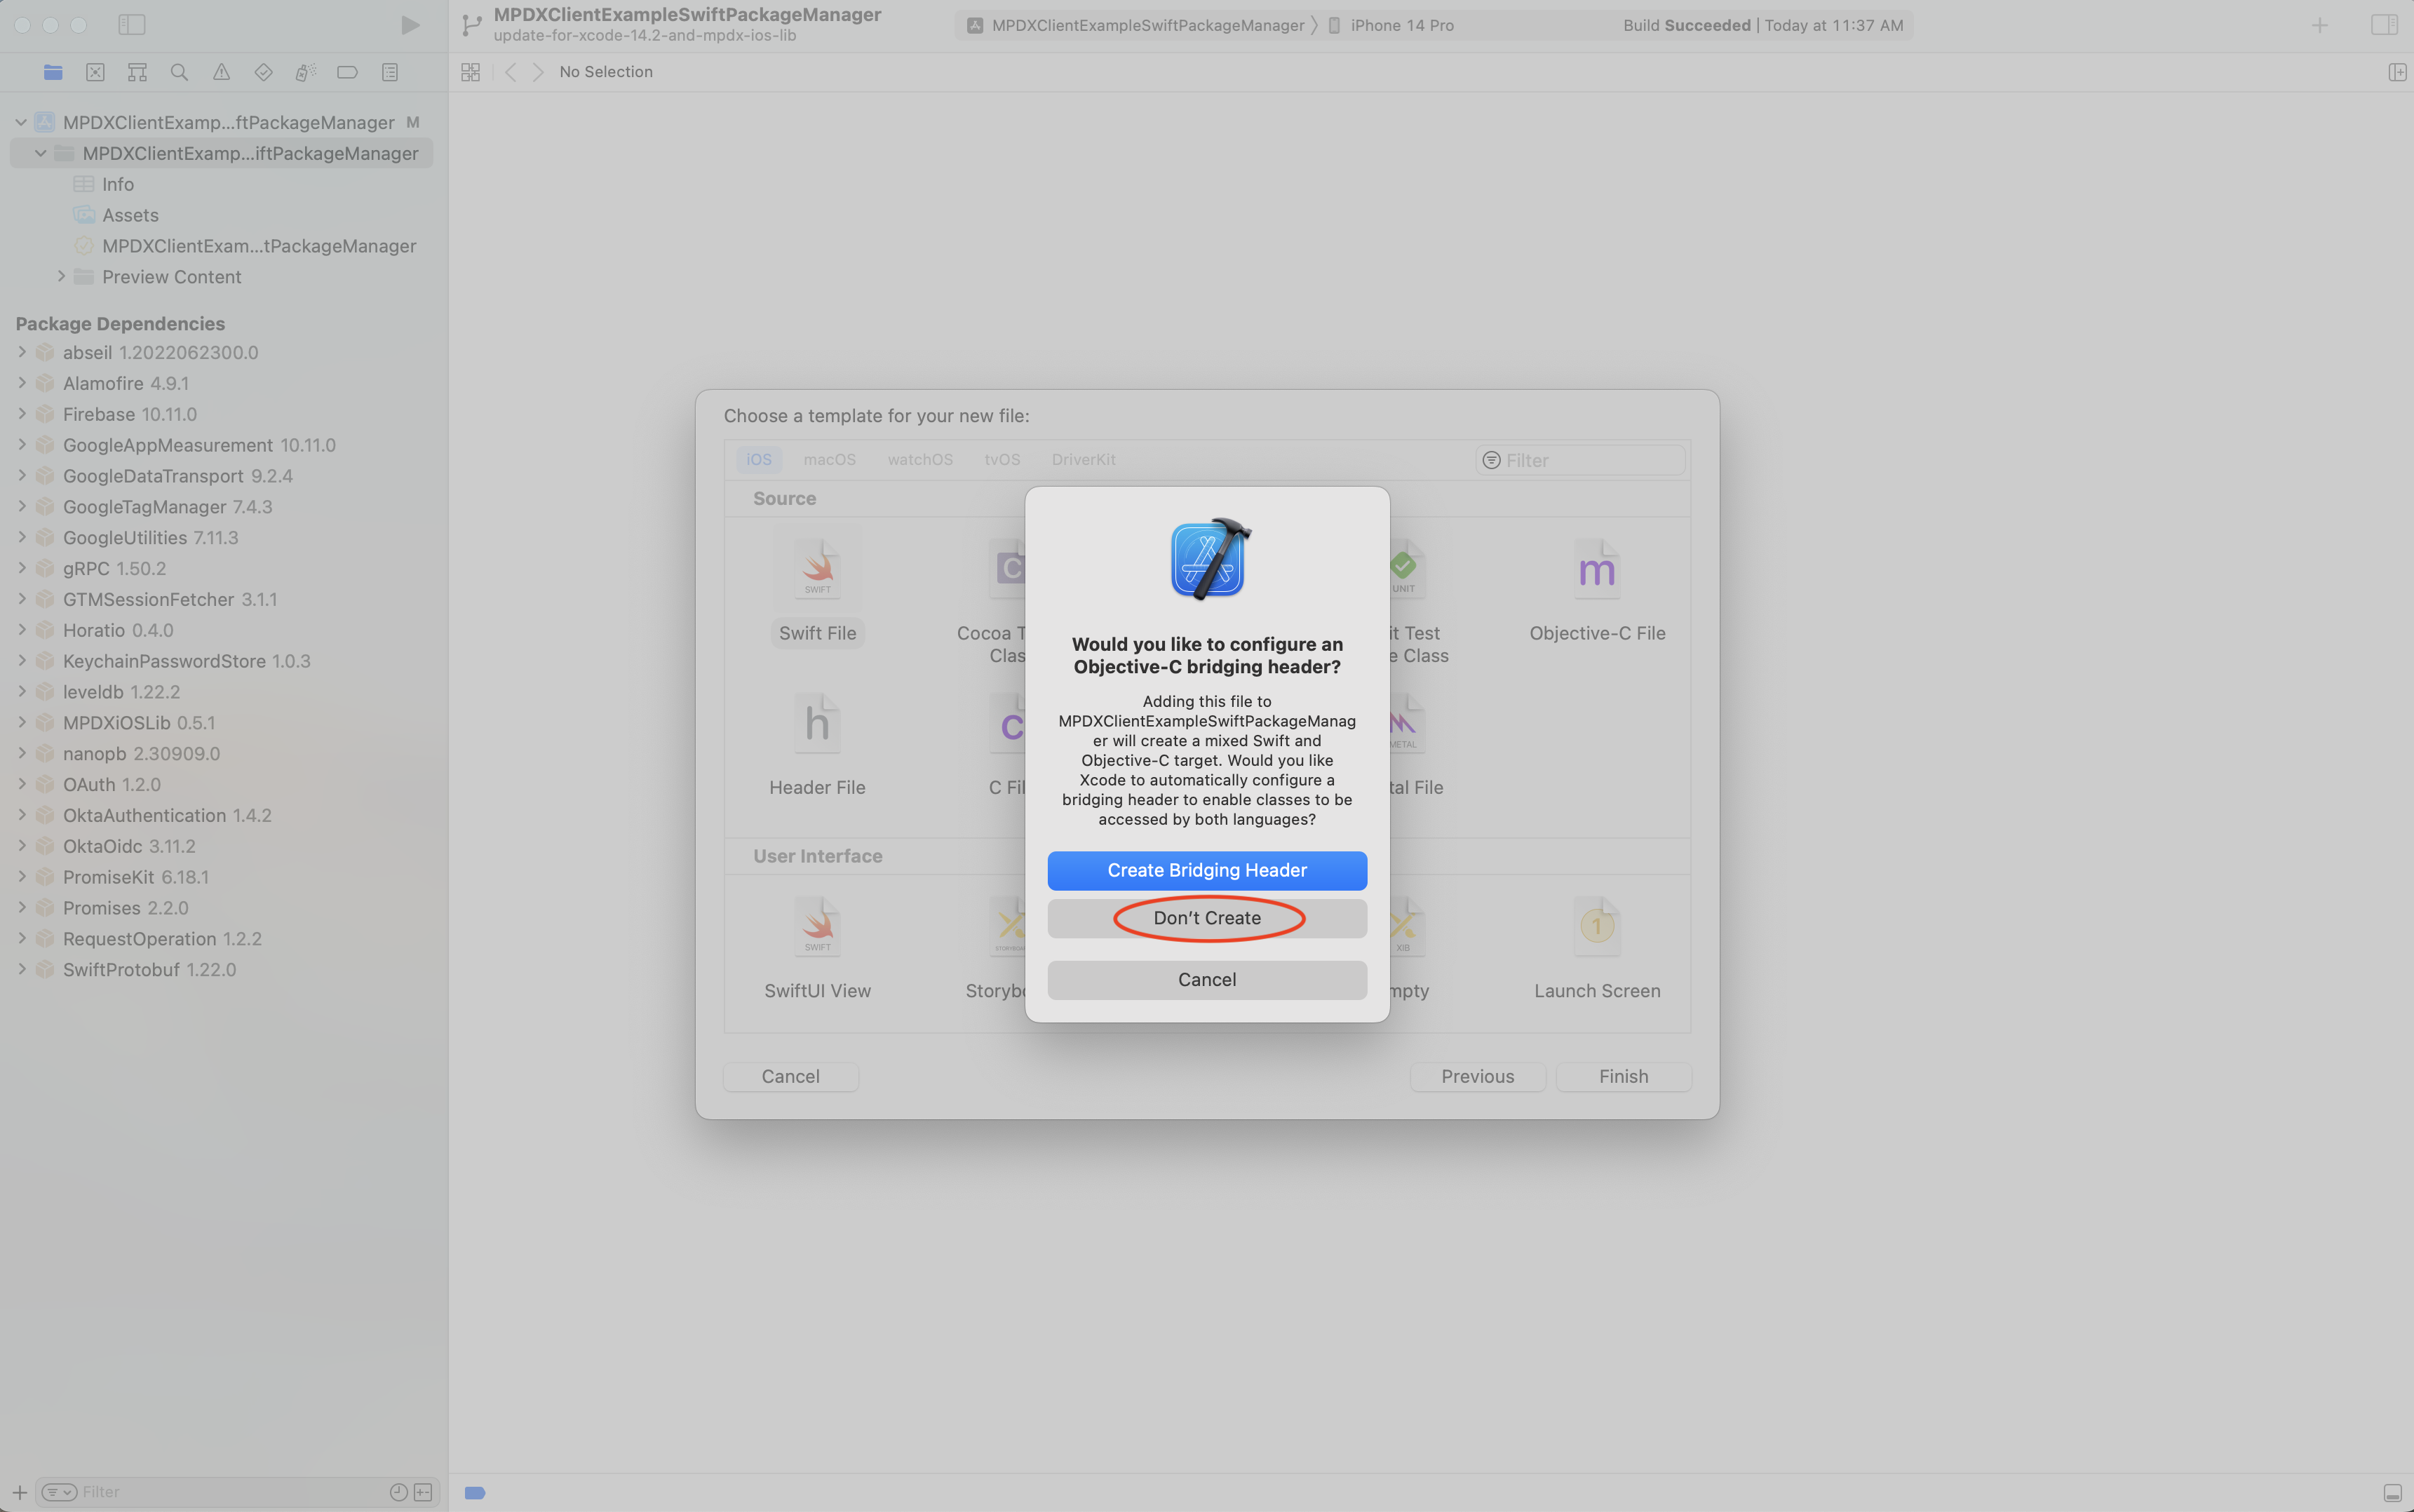 MPDXClientExampleSwiftPackageManager
update-for-xcode-14.2-and-mpdx-ios-lib
MPDXClientExampleSwiftPackageManager
iPhone 14 Pro
Build Succeeded | Today at 11:37 AM
No Selection
MPDXClientExamp...ftPackageManager M
MPDXClientExamp...iftPackageManager
Info
Assets
MPDXClientExam...tPackageManager
Preview Content
Package Dependencies
abseil 1.2022062300.0
Alamofire 4.9.1
Firebase 10.11.0
GoogleAppMeasurement 10.11.0
GoogleDataTransport 9.2.4
GoogleTagManager 7.4.3
GoogleUtilities 7.11.3
gRPC 1.50.2
GTMSessionFetcher 3.1.1
Horatio 0.4.0
KeychainPasswordStore 1.0.3
leveldb 1.22.2
MPDXiOSLib 0.5.1
nanopb 2.30909.0
OAuth 1.2.0
OktaAuthentication 1.4.2
OktaOidc 3.11.2
PromiseKit 6.18.1
Promises 2.2.0
RequestOperation 1.2.2
SwiftProtobuf 1.22.0
Filter
Choose a template for your new file:
iOS macOS watchOS tvOS DriverKit
Filter
Source
SWIFT
Swift File
C
Cocoa T
Clas
UNIT
it Test
e Class
m
Objective-C File
h
Header File
C
C Fil
METAL
tal File
User Interface
SWIFT
SwiftUI View
Storybo
XIB
mpty
1
Launch Screen
Cancel
Previous
Finish
Would you like to configure an
Objective-C bridging header?
Adding this file to
MPDXClientExampleSwiftPackageManag
er will create a mixed Swift and
Objective-C target. Would you like
Xcode to automatically configure a
bridging header to enable classes to be
accessed by both languages?
Create Bridging Header
Don't Create
Cancel